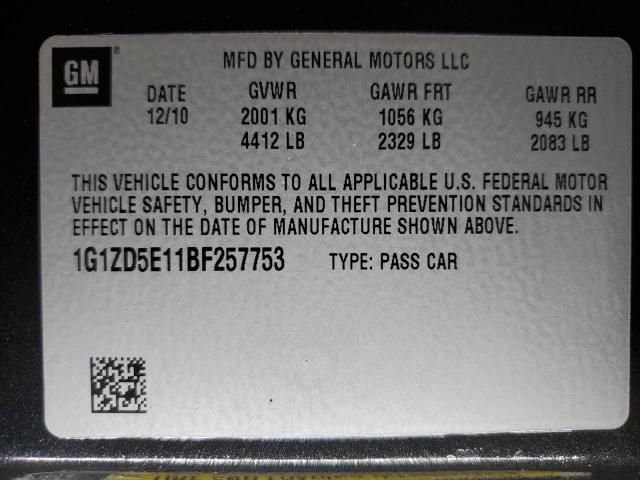 GM
MFD BY GENERAL MOTORS LLC
DATE GVWR GAWR FRT GAWR RR
12/10 2001 KG 1056 KG 945 KG
4412 LB 2329 LB 2083 LB
THIS VEHICLE CONFORMS TO ALL APPLICABLE U.S. FEDERAL MOTOR
VEHICLE SAFETY, BUMPER, AND THEFT PREVENTION STANDARDS IN
EFFECT ON THE DATE OF MANUFACTURE SHOWN ABOVE.
1G1ZD5E11BF257753 TYPE: PASS CAR